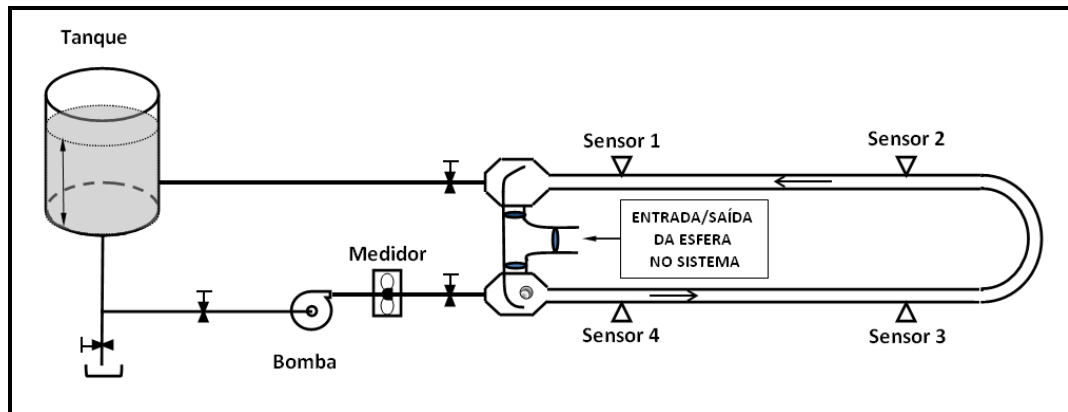 Tanque
Sensor 1
Sensor 2
ENTRADA/SAÍDA
DA ESFERA
NO SISTEMA
Medidor
Sensor 4
Sensor 3
Bomba